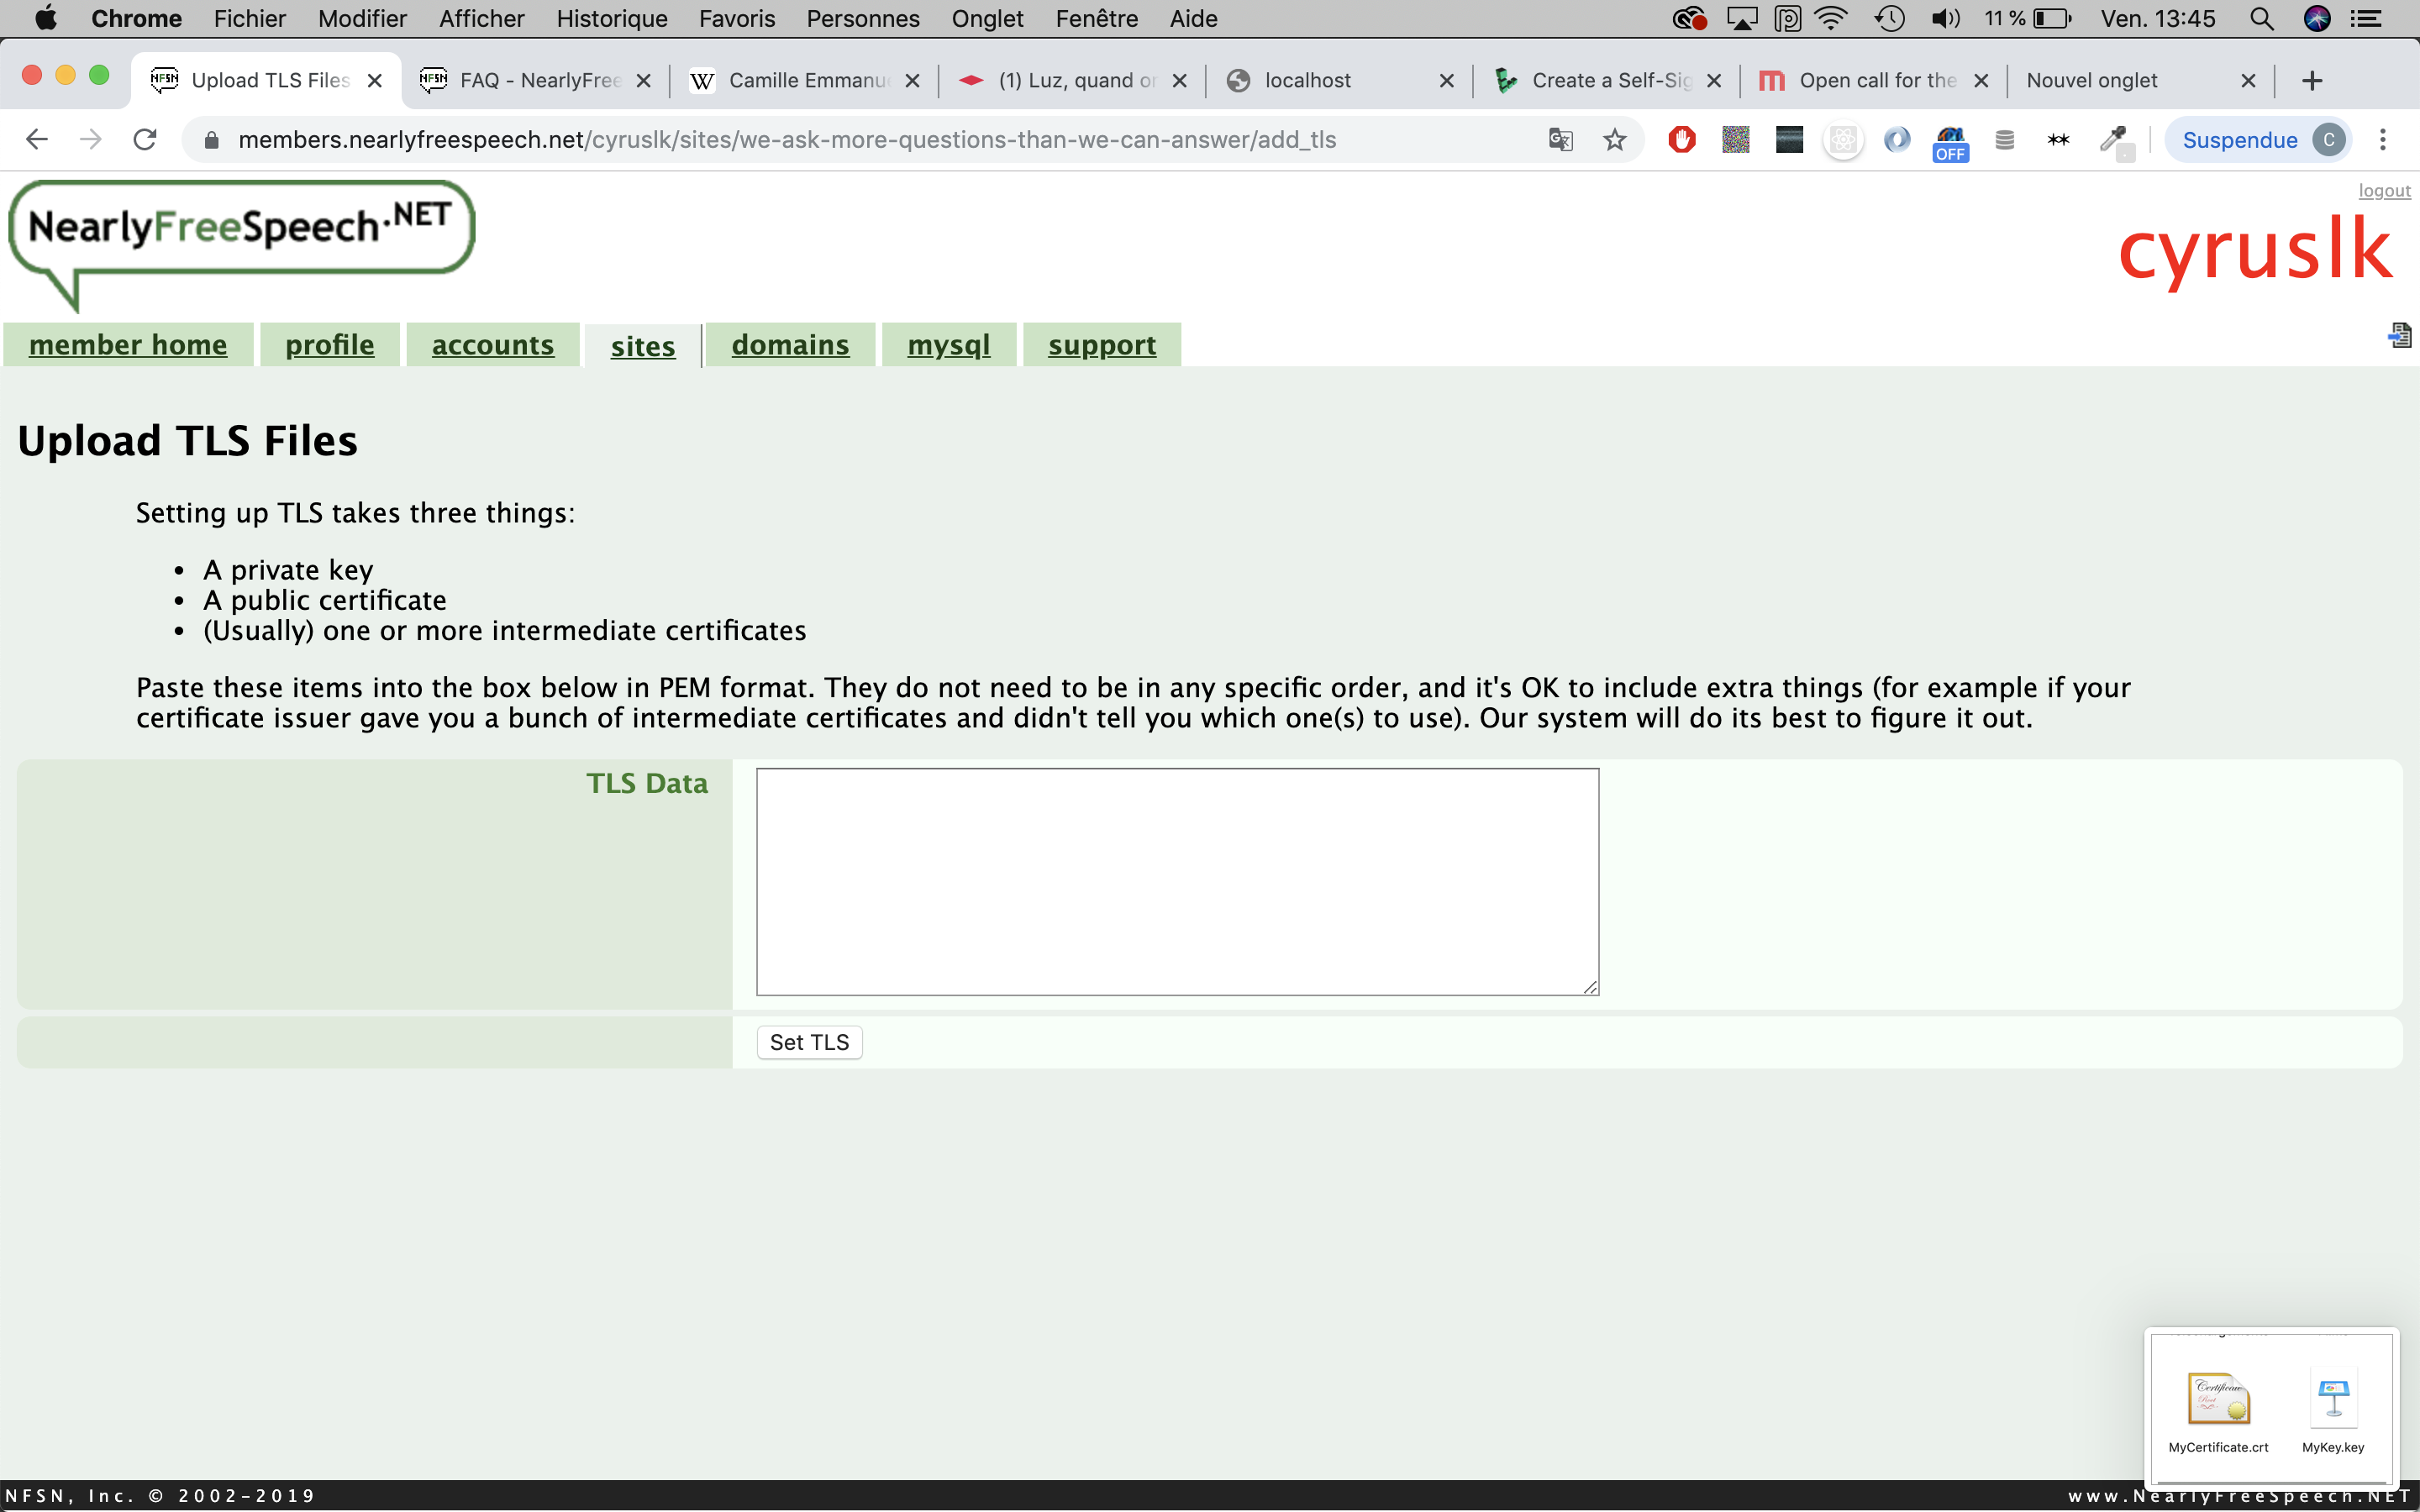 Chrome Fichier Modifier Afficher Historique Favoris Personnes Onglet Fenêtre Aide 11 % Ven. 13:45
Upload TLS Files FAQ - NearlyFree W Camille Emmanue (1) Luz, quand on localhost Create a Self-Sig Open call for the Nouvel onglet
members.nearlyfreespeech.net/cyruslk/sites/we-ask-more-questions-than-we-can-answer/add_tls OFF Suspendue C
logout
NearlyFreeSpeech.NET
cyruslk
member home profile accounts sites domains mysql support
Upload TLS Files
Setting up TLS takes three things:
• A private key
• A public certificate
• (Usually) one or more intermediate certificates
Paste these items into the box below in PEM format. They do not need to be in any specific order, and it's OK to include extra things (for example if your
certificate issuer gave you a bunch of intermediate certificates and didn't tell you which one(s) to use). Our system will do its best to figure it out.
TLS Data
Set TLS
MyCertificate.crt MyKey.key
NFSN, Inc. © 2002-2019 www.NearlyFreeSpeech.NET